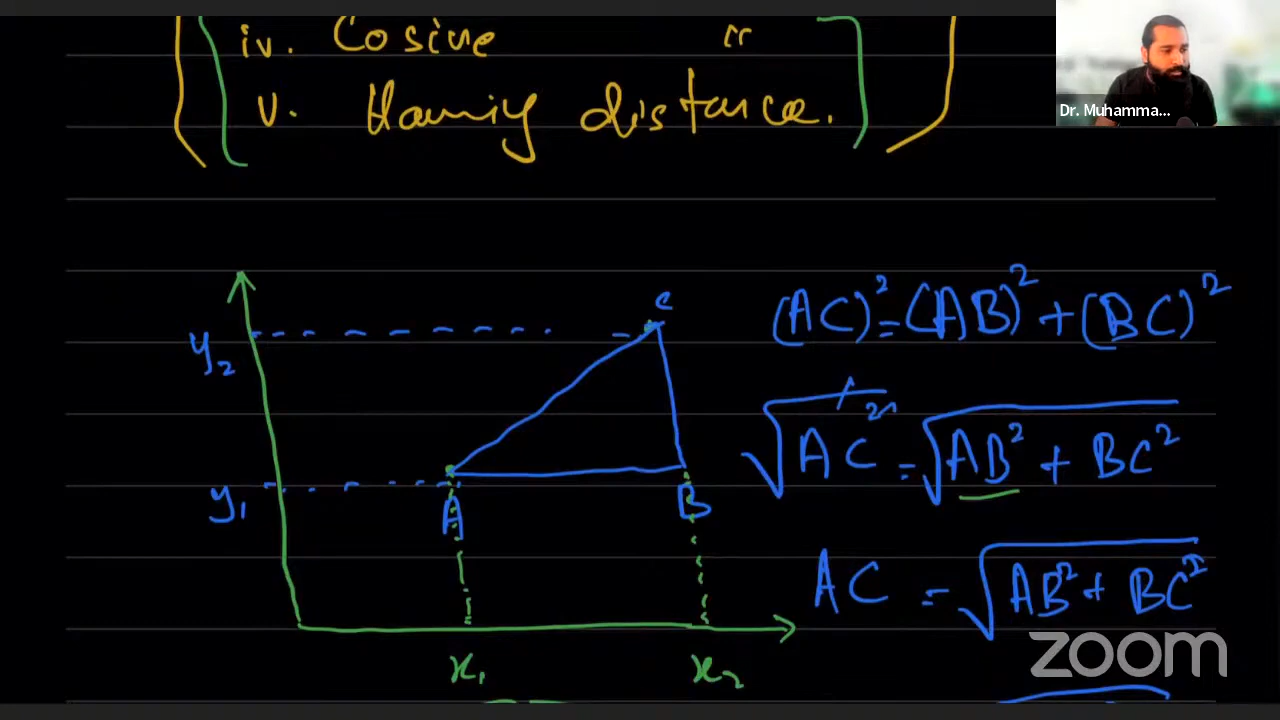 iv. Cosine "
v. Haming distance.
Dr. Muhamma...
C
(AC)² = (AB)² + (BC)²
y₂
√AC² = √AB² + BC²
y₁
A
B
AC = √AB² + BC²
zoom
x₁
x₂